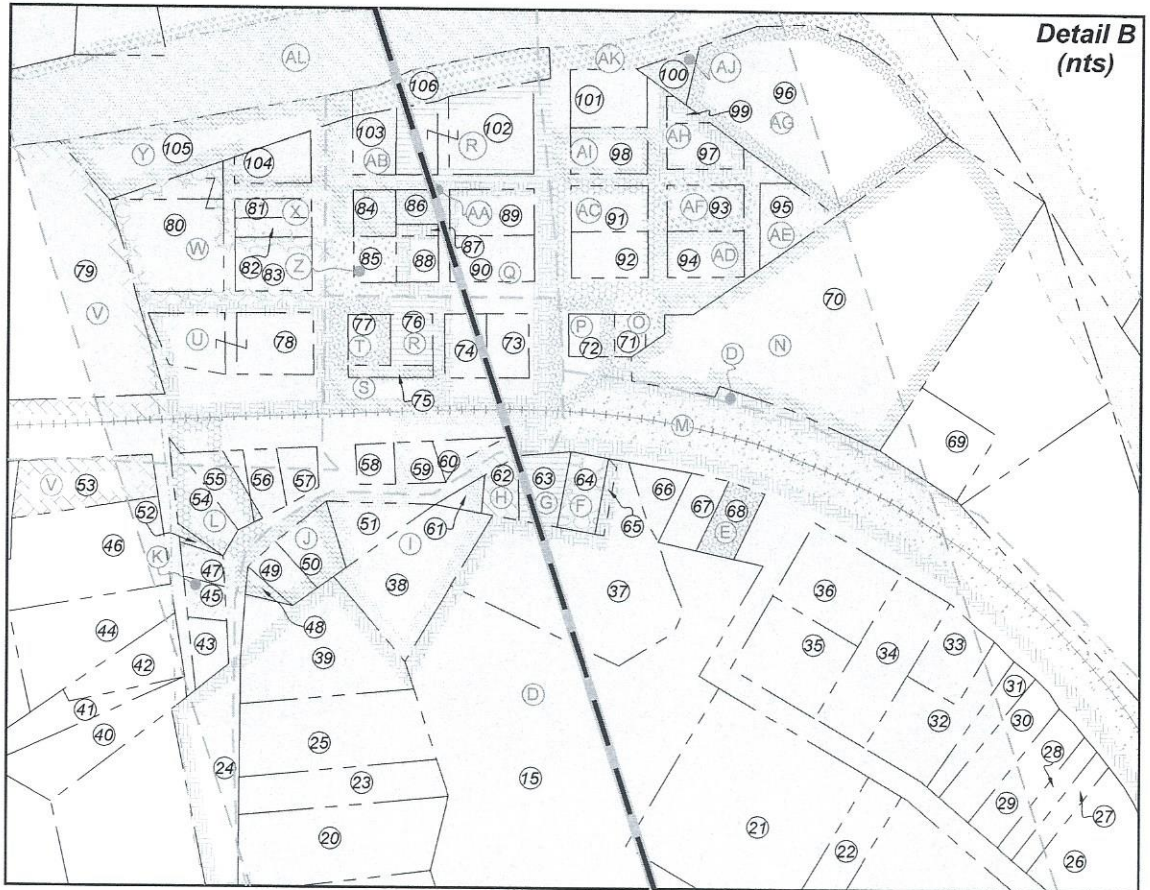 Detail B
(nts)
AL
AK
100
AJ
106
101
99
96
AG
103
R
102
AH
Y
105
AB
AI
98
97
104
80
81
X
84
86
AA
89
AC
91
AF
93
95
W
87
AE
79
82
83
Z
85
88
90
Q
92
94
AD
V
70
U
78
77
76
74
73
P
O
72
71
T
R
D
N
S
75
M
69
V
53
55
56
57
58
59
60
62
63
64
66
67
68
54
52
L
H
G
F
65
E
46
51
61
K
J
I
47
49
50
38
37
36
45
48
44
43
39
35
34
33
42
41
40
D
31
32
30
25
28
24
23
15
29
27
20
21
22
26